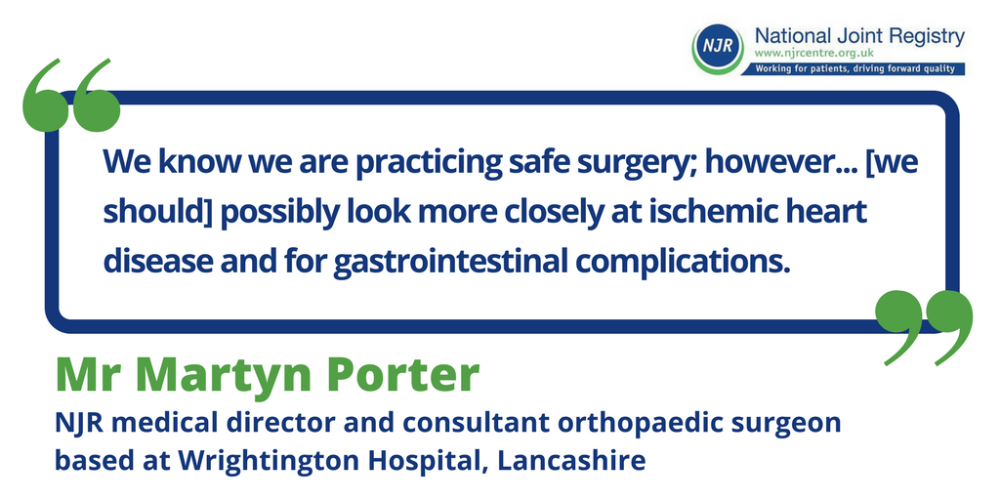 NJR
National Joint Registry
www.njrcentre.org.uk
Working for patients, driving forward quality
“
We know we are practicing safe surgery; however... [we
should] possibly look more closely at ischemic heart
disease and for gastrointestinal complications.
”
Mr Martyn Porter
NJR medical director and consultant orthopaedic surgeon
based at Wrightington Hospital, Lancashire